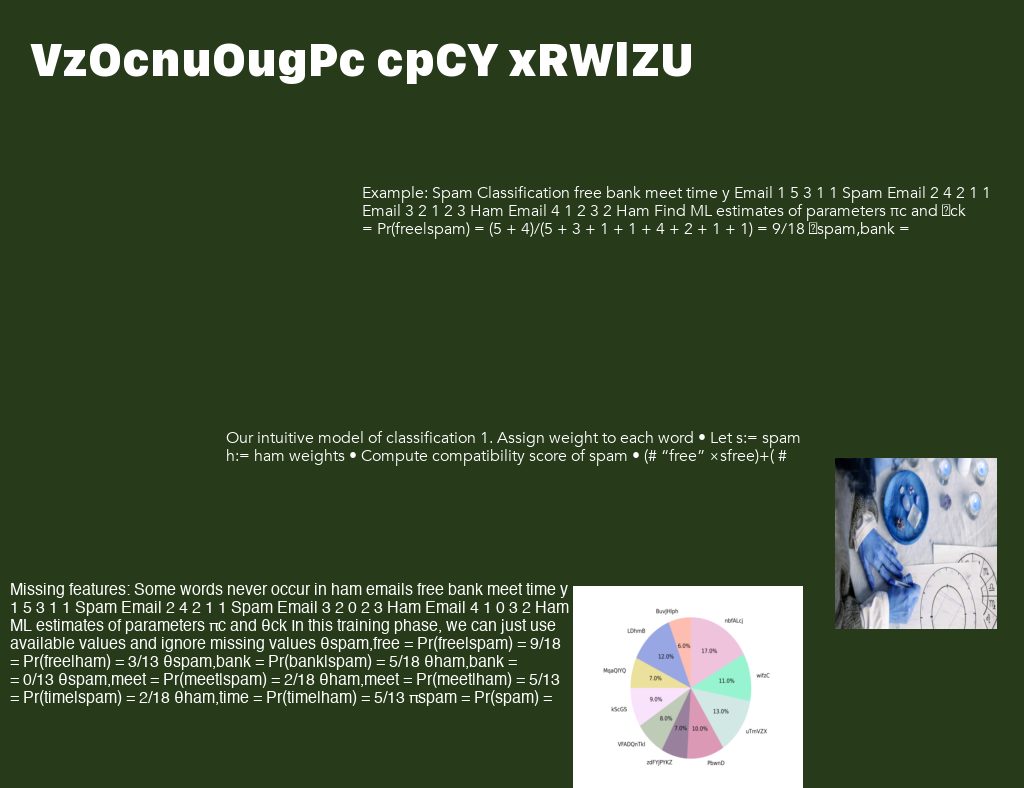 VzOcnuOugPc cpCY xRWlZU
Example: Spam Classification free bank meet time y Email 1 5 3 1 1 Spam Email 2 4 2 1 1
Email 3 2 1 2 3 Ham Email 4 1 2 3 2 Ham Find ML estimates of parameters πc and ck
= Pr(free|spam) = (5 + 4)/(5 + 3 + 1 + 1 + 4 + 2 + 1 + 1) = 9/18 spam,bank =
Our intuitive model of classification 1. Assign weight to each word • Let s:= spam
h:= ham weights • Compute compatibility score of spam • (# “free” ×sfree)+( #
Missing features: Some words never occur in ham emails free bank meet time y
1 5 3 1 1 Spam Email 2 4 2 1 1 Spam Email 3 2 0 2 3 Ham Email 4 1 0 3 2 Ham
ML estimates of parameters πc and θck In this training phase, we can just use
available values and ignore missing values θspam,free = Pr(free|spam) = 9/18
= Pr(free|ham) = 3/13 θspam,bank = Pr(bank|spam) = 5/18 θham,bank =
= 0/13 θspam,meet = Pr(meet|spam) = 2/18 θham,meet = Pr(meet|ham) = 5/13
= Pr(time|spam) = 2/18 θham,time = Pr(time|ham) = 5/13 πspam = Pr(spam) =
BuvjHlph
nbfALcj
LDhmB
6.0%
17.0%
12.0%
MqaQlYQ
7.0%
11.0%
wifzC
9.0%
13.0%
kScGS
8.0%
7.0%
10.0%
uTmVZX
VFADQnTkl
zdFYjPYKZ
PbwnD